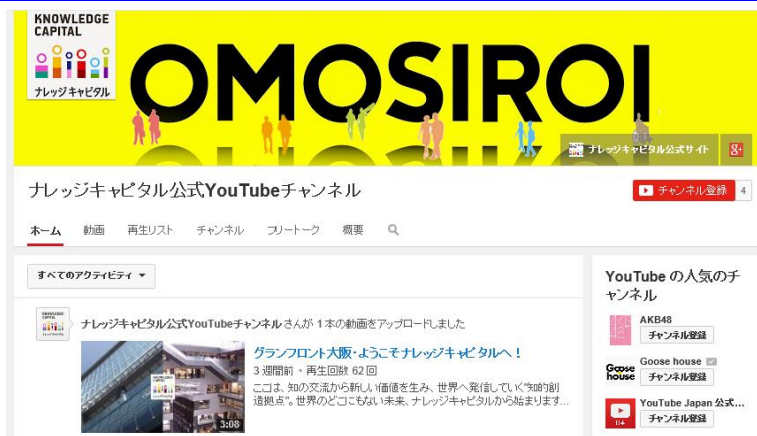 KNOWLEDGE
CAPITAL
ナレッジキャピタル
OMOSIROI
ナレッジキャピタル公式サイト
8+
ナレッジキャピタル公式YouTubeチャンネル
チャンネル登録 4
ホーム 動画 再生リスト チャンネル フリートーク 概要
すべてのアクティビティ
ナレッジキャピタル公式YouTubeチャンネル さんが 1 本の動画をアップロードしました
グランフロント大阪・ようこそナレッジキャピタルへ！
3 週間前・再生回数 62 回
ここは、知の交流から新しい価値を生み、世界へ発信していく"知的創
造拠点"。世界のどこにもない未来、ナレッジキャピタルから始まります...
3:08
YouTube の人気のチ
ャンネル
AKB48
チャンネル登録
Goose house
Goose
house
チャンネル登録
YouTube Japan 公式...
チャンネル登録